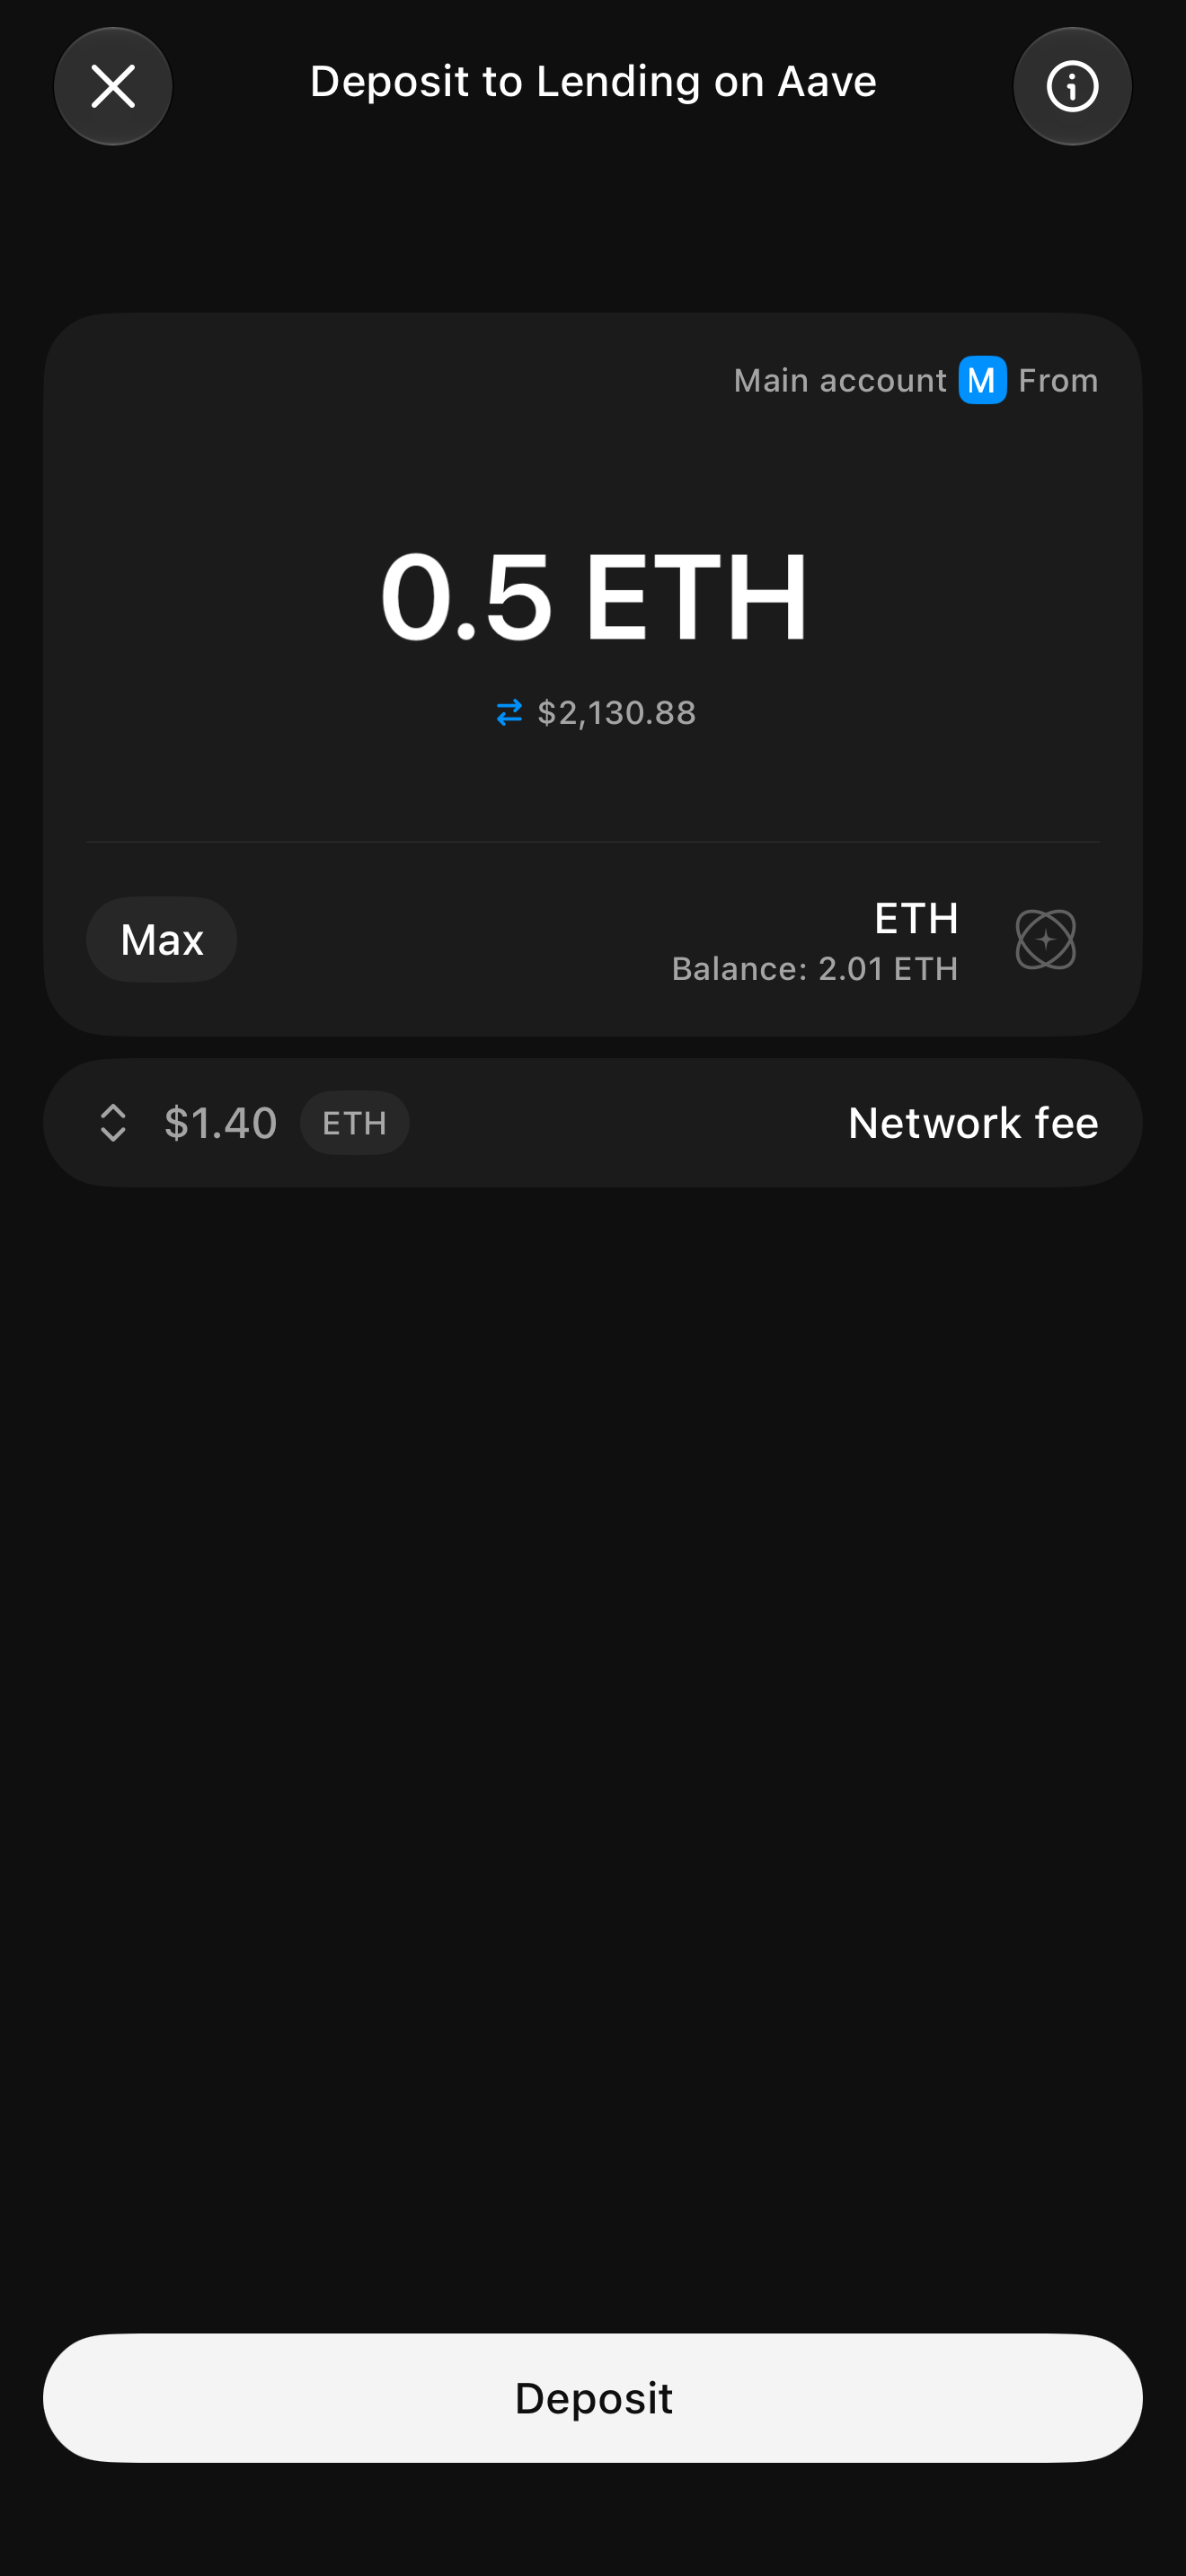 Deposit to Lending on Aave
Main account M From
0.5 ETH
$2,130.88
Max
ETH
Balance: 2.01 ETH
$1.40 ETH
Network fee
Deposit